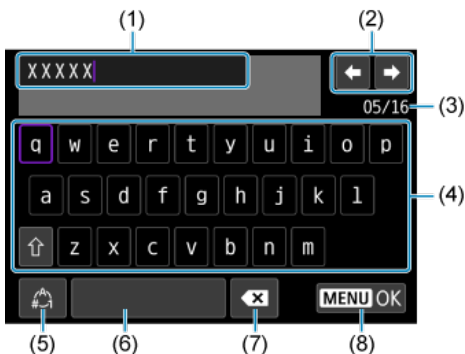 (1) (2)
XXXXX
05/16 (3)
q w e r t y u i o p
(4)
a s d f g h j k l
z x c v b n m
#
MENU OK
(5) (6) (7) (8)